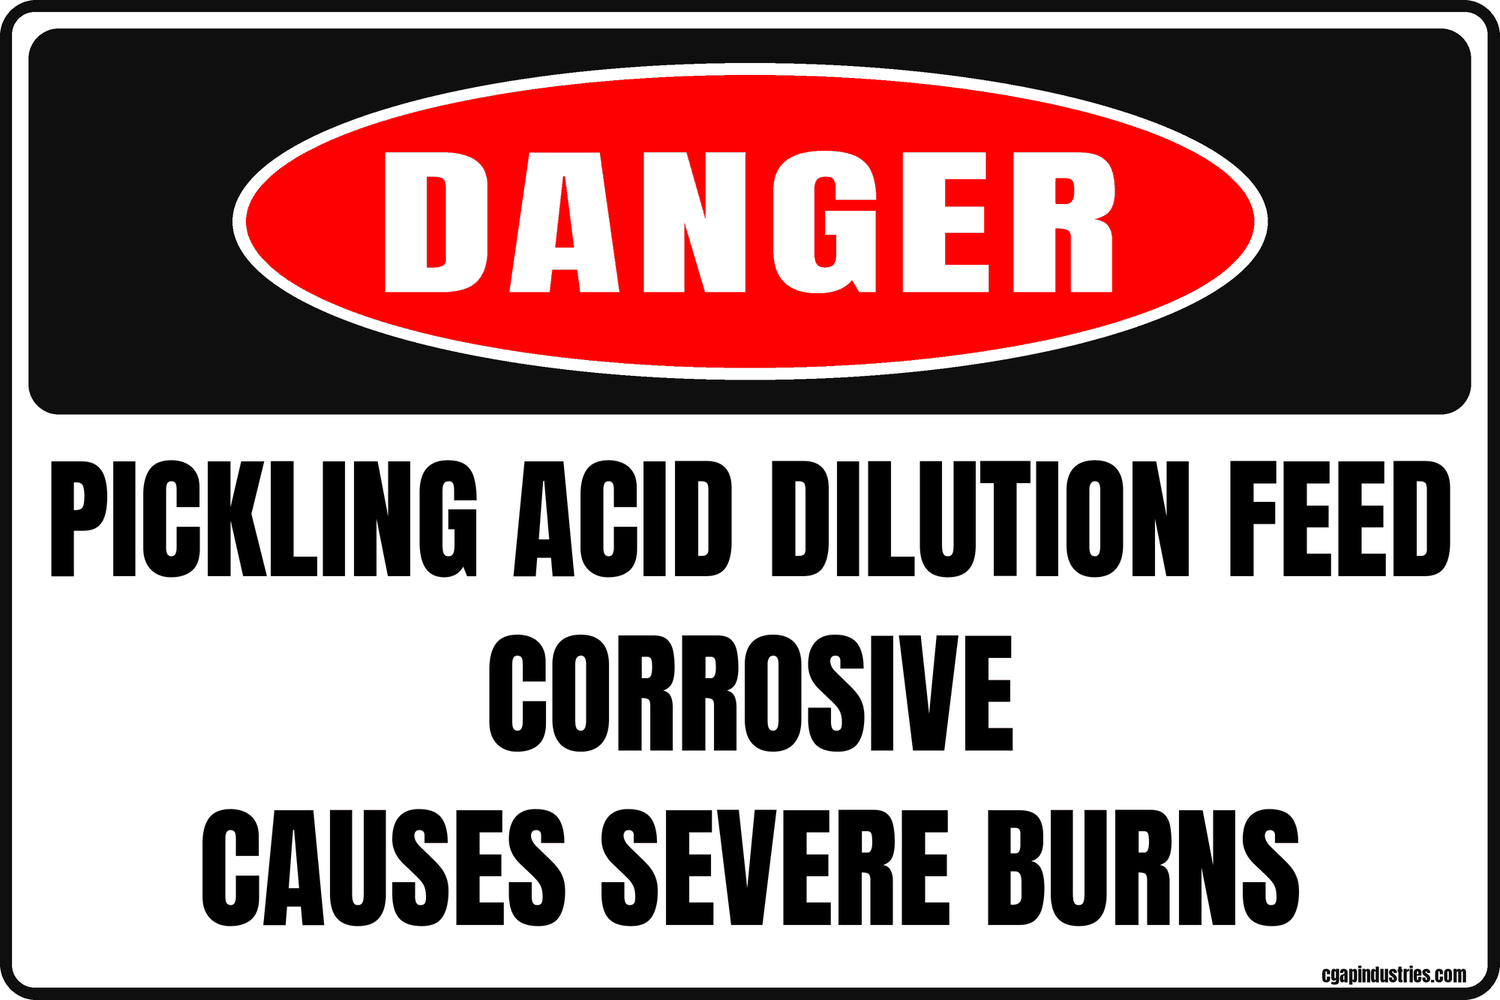 DANGER
PICKLING ACID DILUTION FEED
CORROSIVE
CAUSES SEVERE BURNS
cgapindustries.com